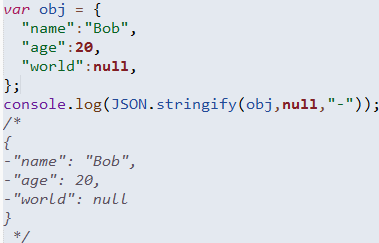 var obj = {
  "name":"Bob",
  "age":20,
  "world":null,
};
console.log(JSON.stringify(obj,null,"-"));
/*
{
-"name": "Bob",
-"age": 20,
-"world": null
}
 */